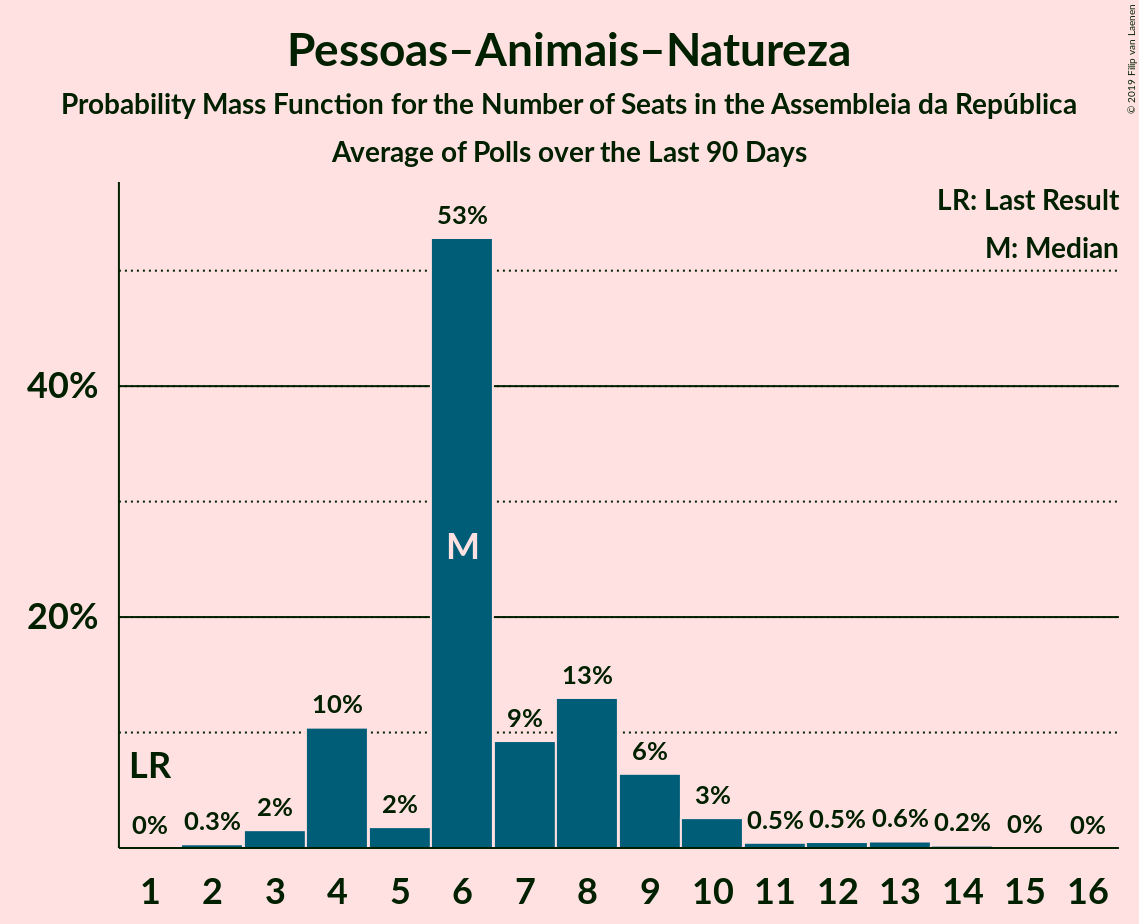 Pessoas–Animais–Natureza
Probability Mass Function for the Number of Seats in the Assembleia da República
Average of Polls over the Last 90 Days
© 2019 Filip van Laenen
LR: Last Result
M: Median
53%
40%
M
20%
13%
10%
9%
LR
6%
3%
2%
2%
0%
0.3%
0.5%
0.5%
0.6%
0.2%
0%
0%
1 2 3 4 5 6 7 8 9 10 11 12 13 14 15 16